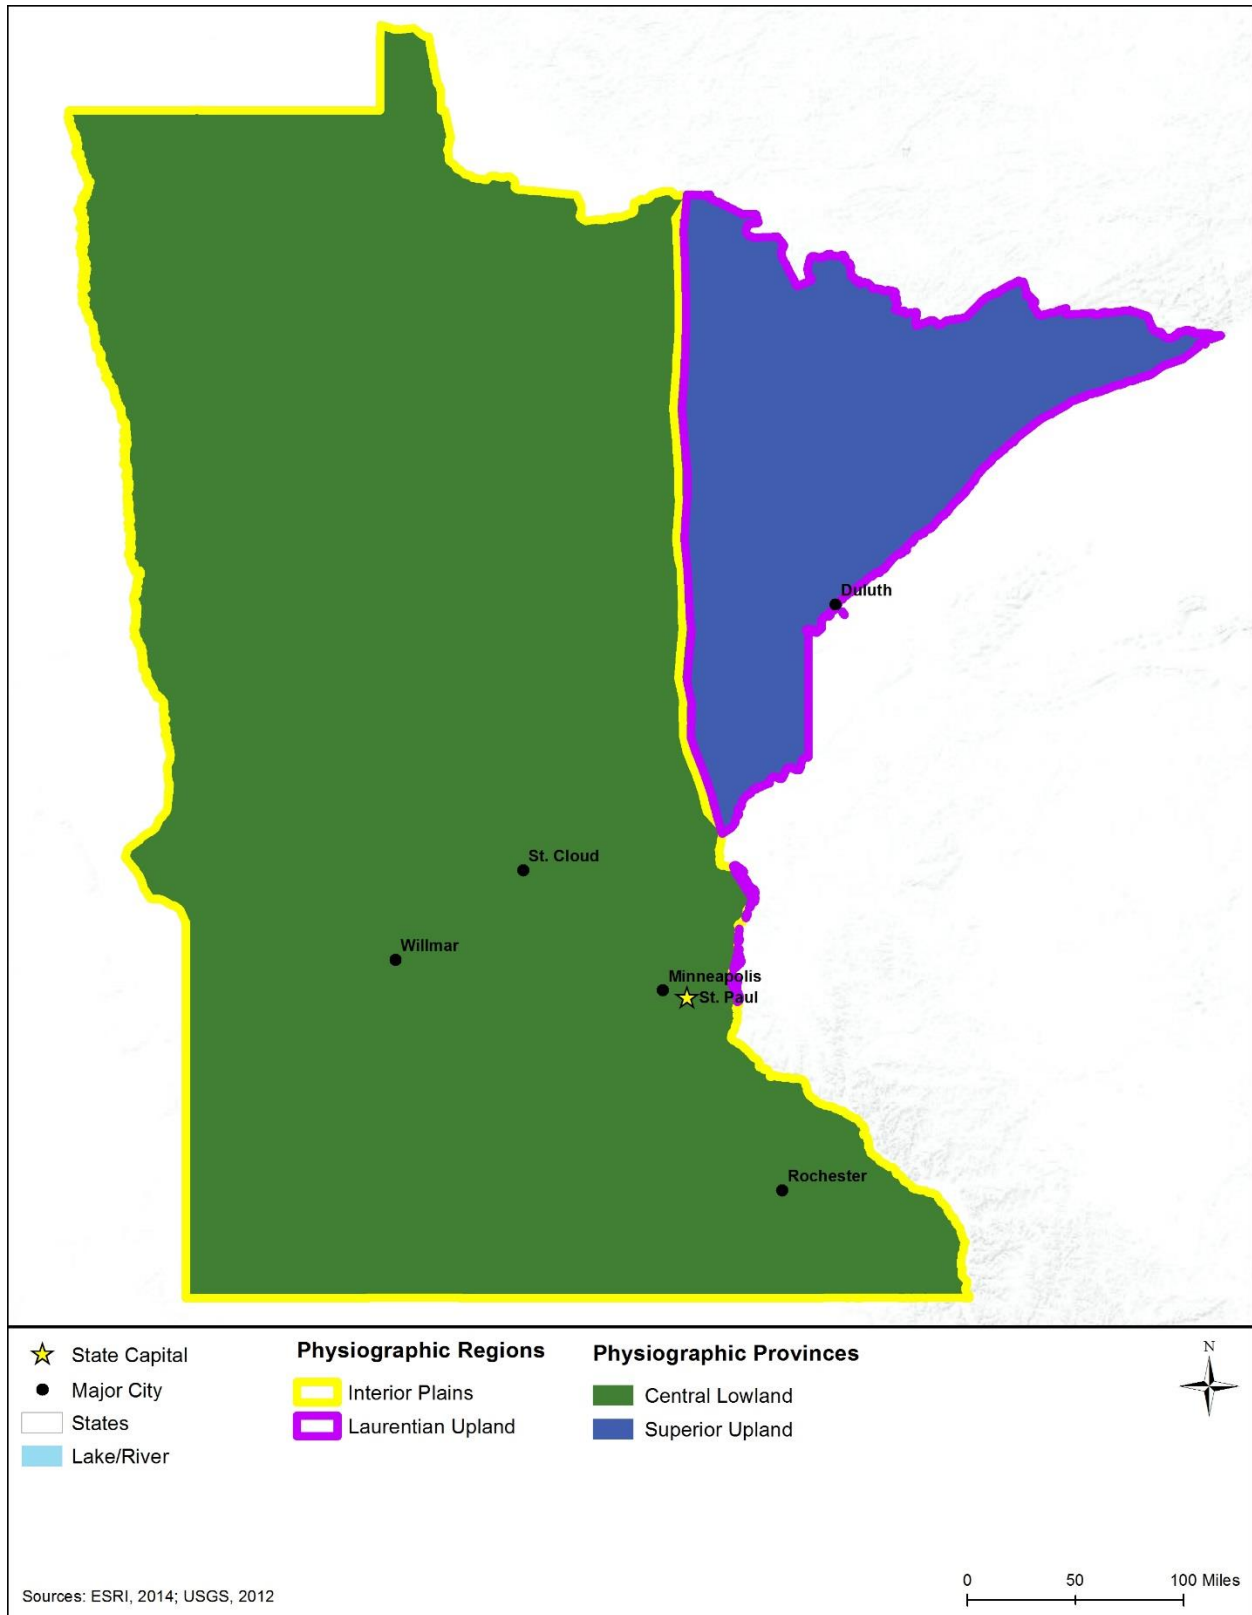 Duluth
St. Cloud
Willmar
Minneapolis
St. Paul
Rochester
State Capital
Major City
States
Lake/River
Physiographic Regions
Interior Plains
Laurentian Upland
Physiographic Provinces
Central Lowland
Superior Upland
N
Sources: ESRI, 2014; USGS, 2012
0 50 100 Miles